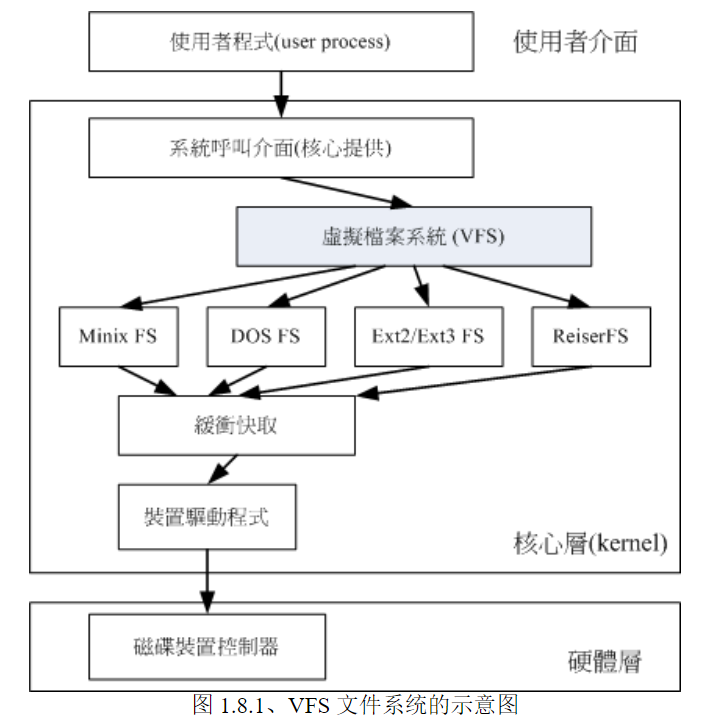 使用者程式(user process)
使用者介面
系統呼叫介面(核心提供)
虛擬檔案系統 (VFS)
Minix FS
DOS FS
Ext2/Ext3 FS
ReiserFS
緩衝快取
裝置驅動程式
核心層(kernel)
磁碟裝置控制器
硬體層
图 1.8.1、VFS 文件系统的示意图